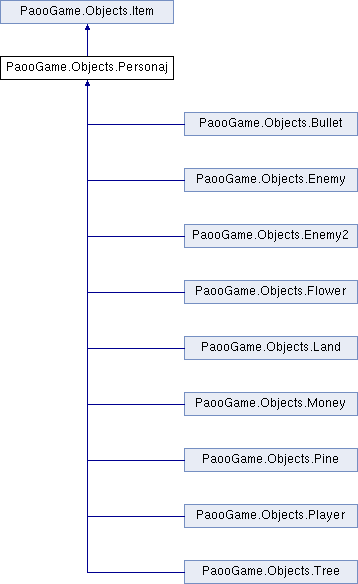 PaooGame.Objects.Item
PaooGame.Objects.Personaj
PaooGame.Objects.Bullet
PaooGame.Objects.Enemy
PaooGame.Objects.Enemy2
PaooGame.Objects.Flower
PaooGame.Objects.Land
PaooGame.Objects.Money
PaooGame.Objects.Pine
PaooGame.Objects.Player
PaooGame.Objects.Tree